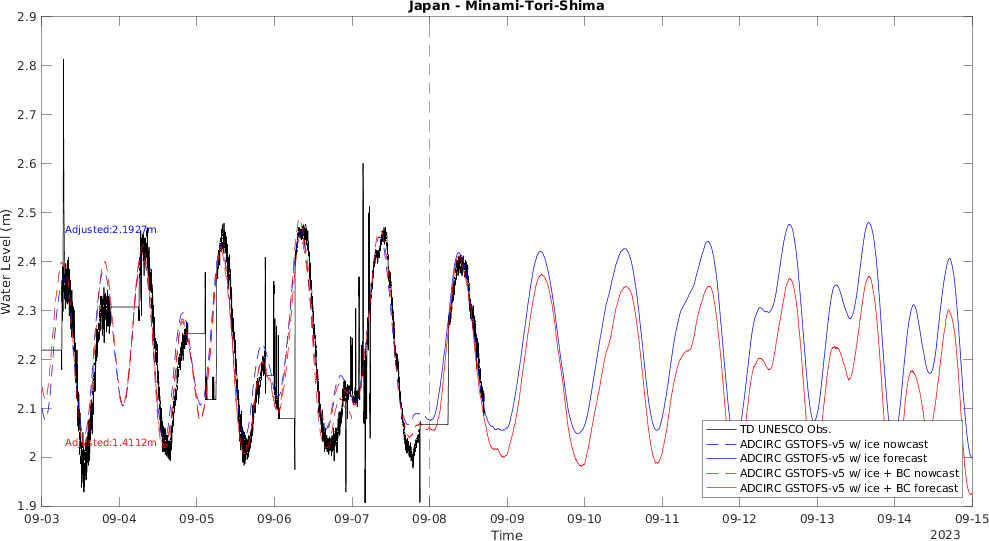 Japan - Minami-Tori-Shima
2.9
2.8
2.7
2.6
2.5
2.4
2.3
2.2
2.1
2
1.9
Water Level (m)
Adjusted:2.1927m
Adjusted:1.4112m
TD UNESCO Obs.
ADCIRC GSTOFS-v5 w/ ice nowcast
ADCIRC GSTOFS-v5 w/ ice forecast
ADCIRC GSTOFS-v5 w/ ice + BC nowcast
ADCIRC GSTOFS-v5 w/ ice + BC forecast
09-03 09-04 09-05 09-06 09-07 09-08 09-09 09-10 09-11 09-12 09-13 09-14 09-15
Time
2023